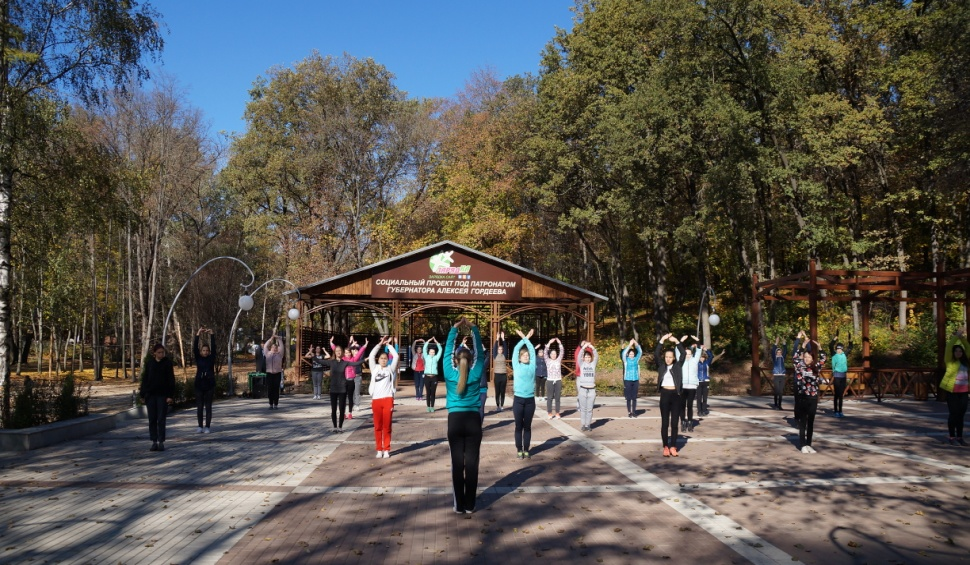 СОЦИАЛЬНЫЙ ПРОЕКТ ПОД ПАТРОНАТОМ
ГУБЕРНАТОРА АЛЕКСЕЯ ГОРДЕЕВА